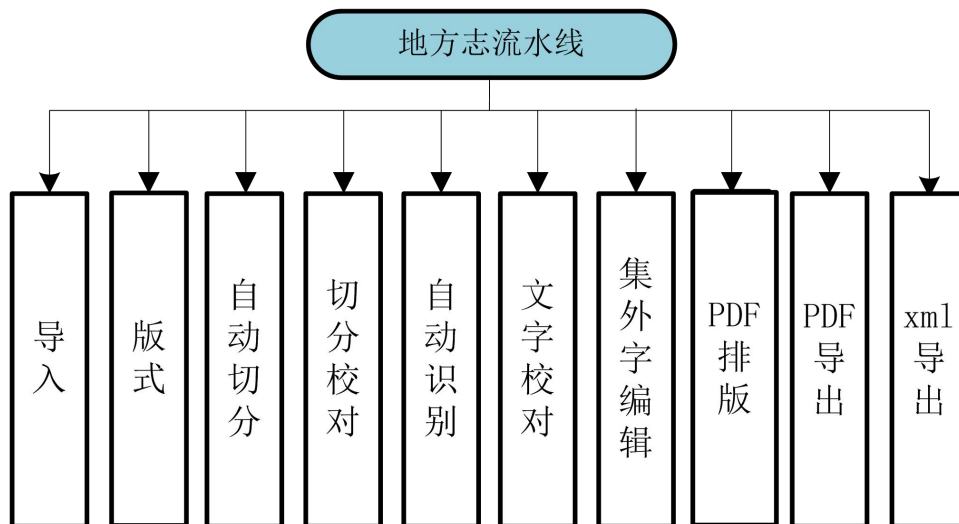 地方志流水线
导入
版式
自动切分
切分校对
自动识别
文字校对
集外字编辑
PDF排版
PDF导出
xml导出